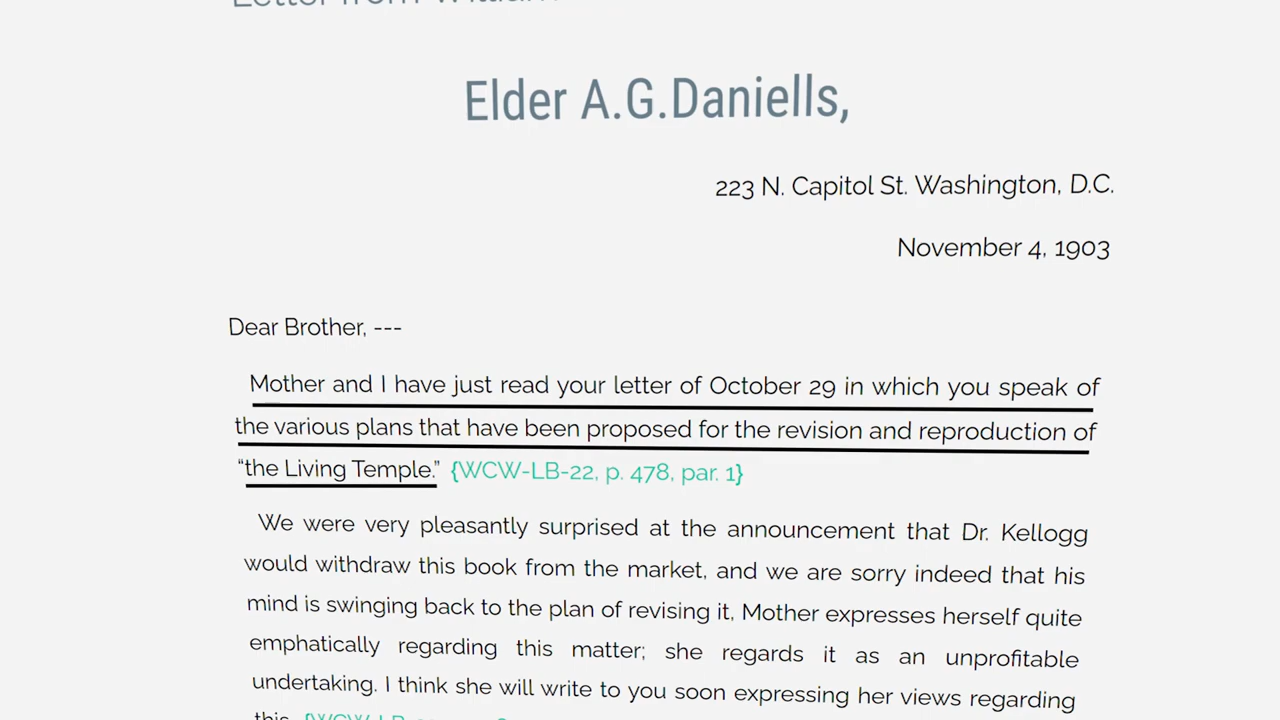 Letter from
Elder A.G.Daniells,
223 N. Capitol St. Washington, D.C.
November 4, 1903
Dear Brother, ---
Mother and I have just read your letter of October 29 in which you speak of
the various plans that have been proposed for the revision and reproduction of
“the Living Temple.” {WCW-LB-22, p. 478, par. 1}
We were very pleasantly surprised at the announcement that Dr. Kellogg
would withdraw this book from the market, and we are sorry indeed that his
mind is swinging back to the plan of revising it, Mother expresses herself quite
emphatically regarding this matter; she regards it as an unprofitable
undertaking. I think she will write to you soon expressing her views regarding
this.